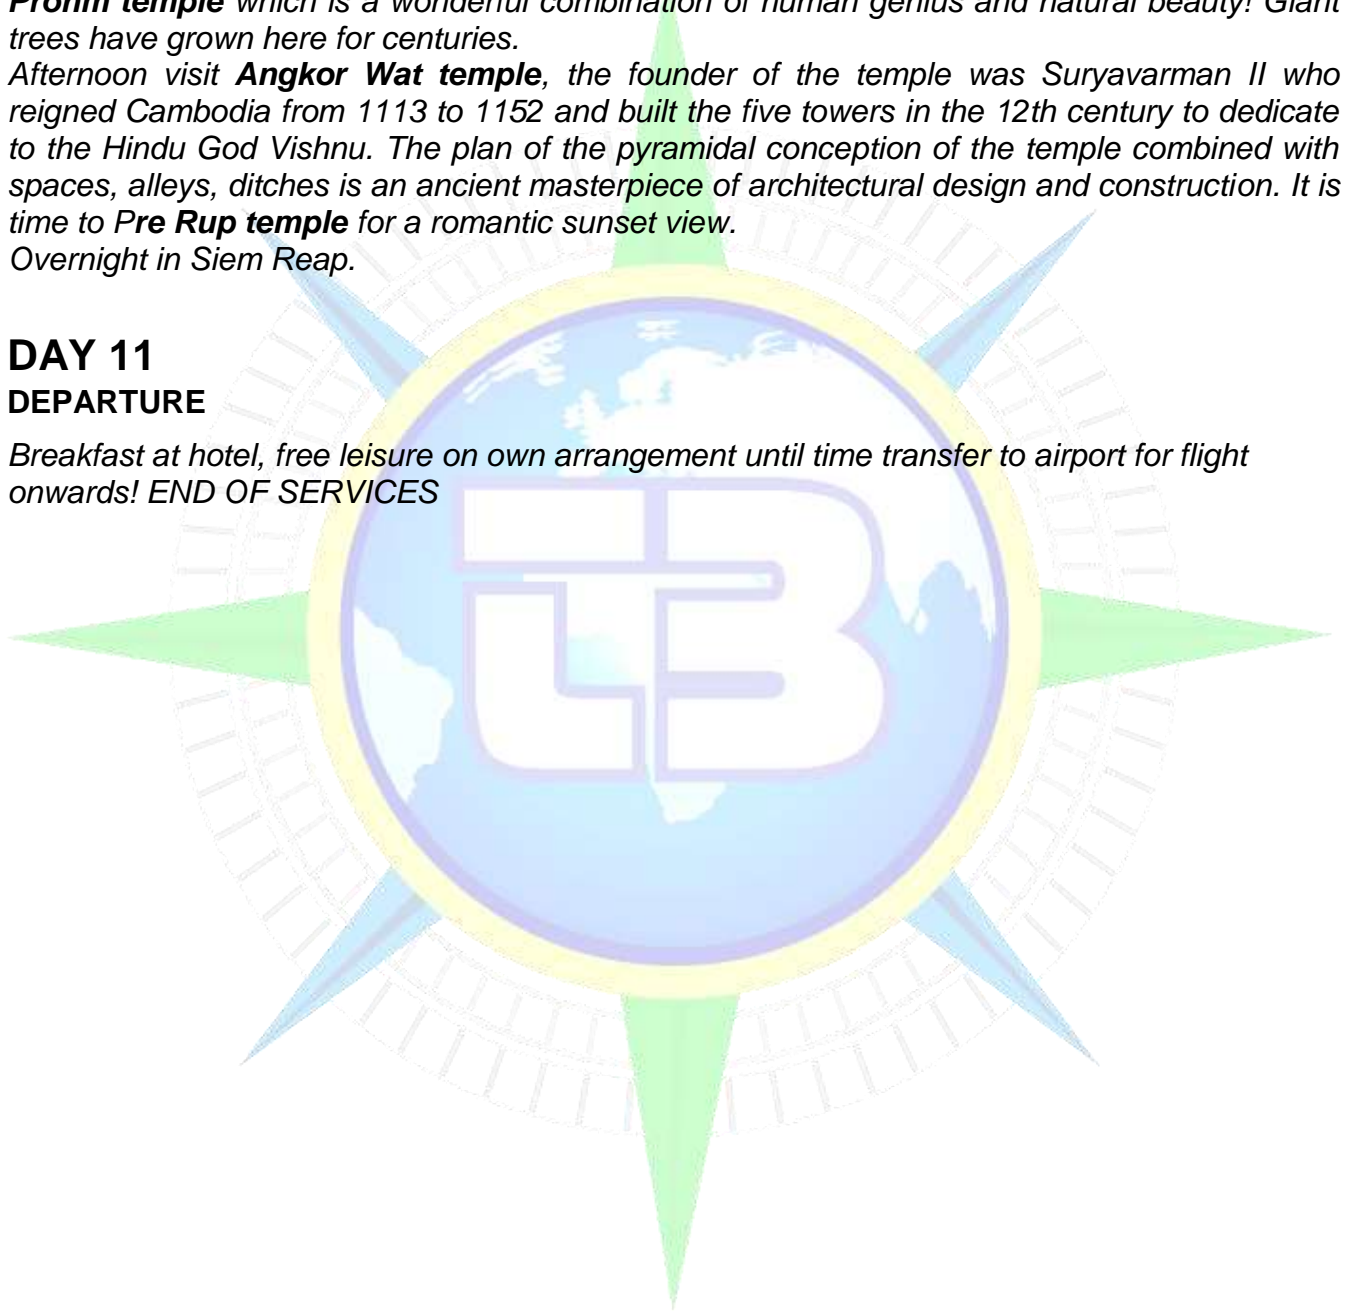 Prohm temple which is a wonderful combination of human genius and natural beauty! Giant
trees have grown here for centuries.
Afternoon visit Angkor Wat temple, the founder of the temple was Suryavarman II who
reigned Cambodia from 1113 to 1152 and built the five towers in the 12th century to dedicate
to the Hindu God Vishnu. The plan of the pyramidal conception of the temple combined with
spaces, alleys, ditches is an ancient masterpiece of architectural design and construction. It is
time to Pre Rup temple for a romantic sunset view.
Overnight in Siem Reap.
DAY 11
DEPARTURE
Breakfast at hotel, free leisure on own arrangement until time transfer to airport for flight
onwards! END OF SERVICES